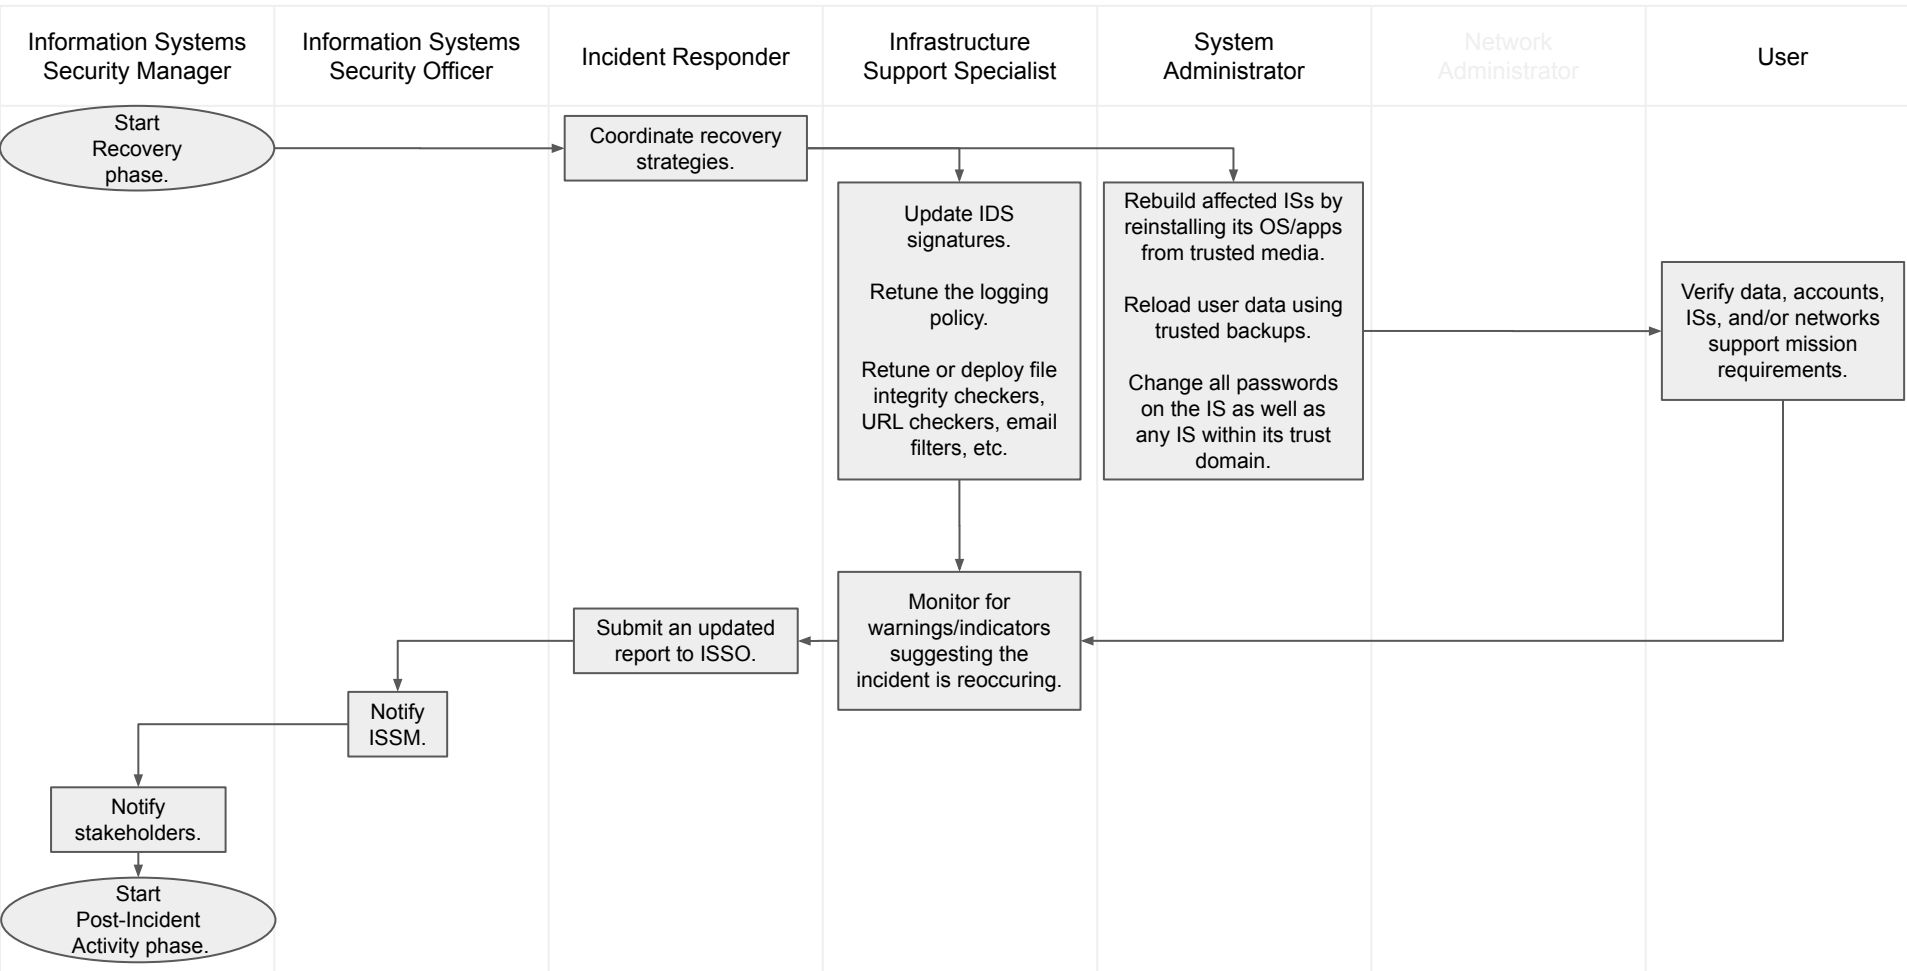 Information Systems
Security Manager
Information Systems
Security Officer
Incident Responder
Infrastructure
Support Specialist
System
Administrator
Network
Administrator
User
Start
Recovery
phase.
Coordinate recovery
strategies.
Update IDS
signatures.
Retune the logging
policy.
Retune or deploy file
integrity checkers,
URL checkers, email
filters, etc.
Rebuild affected ISs by
reinstalling its OS/apps
from trusted media.
Reload user data using
trusted backups.
Change all passwords
on the IS as well as
any IS within its trust
domain.
Verify data, accounts,
ISs, and/or networks
support mission
requirements.
Monitor for
warnings/indicators
suggesting the
incident is reoccuring.
Submit an updated
report to ISSO.
Notify
ISSM.
Notify
stakeholders.
Start
Post-Incident
Activity phase.